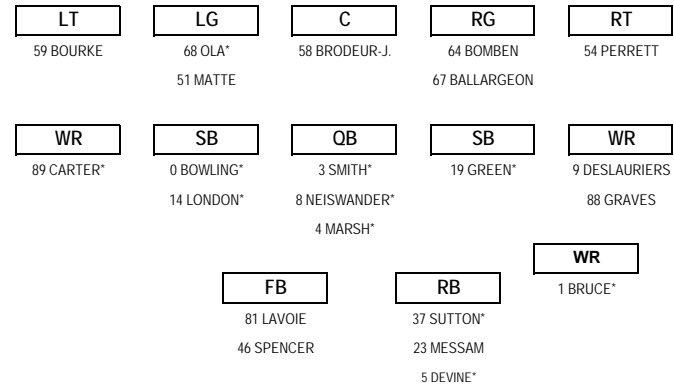 LT LG C RG RT
59 BOURKE 68 OLA* 58 BRODEUR-J. 64 BOMBEN 54 PERRETT
51 MATTE 67 BALLARGEON
WR SB QB SB WR
89 CARTER* 0 BOWLING* 3 SMITH* 19 GREEN* 9 DESLAURIERS
14 LONDON* 8 NEISWANDER* 88 GRAVES
4 MARSH*
WR
FB RB 1 BRUCE*
81 LAVOIE 37 SUTTON*
46 SPENCER 23 MESSAM
5 DEVINE*